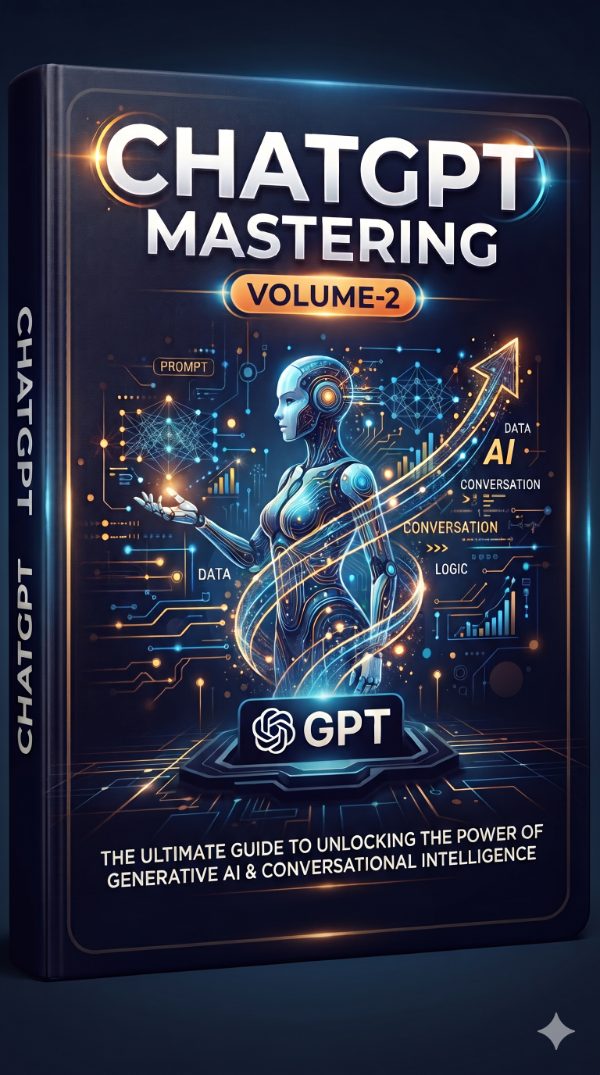 CHATGPT
MASTERING
VOLUME-2
PROMPT
DATA
AI
CONVERSATION
CONVERSATION
>>>
LOGIC
DATA
GPT
THE ULTIMATE GUIDE TO UNLOCKING THE POWER OF
GENERATIVE AI & CONVERSATIONAL INTELLIGENCE
CHATGPT CHATGPT